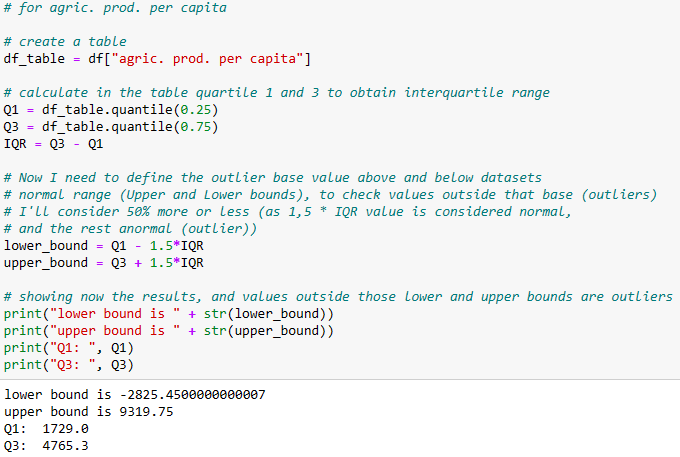 # for agric. prod. per capita
# create a table
df_table = df["agric. prod. per capita"]
# calculate in the table quartile 1 and 3 to obtain interquartile range
Q1 = df_table.quantile(0.25)
Q3 = df_table.quantile(0.75)
IQR = Q3 - Q1
# Now I need to define the outlier base value above and below datasets
# normal range (Upper and Lower bounds), to check values outside that base (outliers)
# I'll consider 50% more or less (as 1,5 * IQR value is considered normal,
# and the rest anormal (outlier))
lower_bound = Q1 - 1.5*IQR
upper_bound = Q3 + 1.5*IQR
# showing now the results, and values outside those lower and upper bounds are outliers
print("lower bound is " + str(lower_bound))
print("upper bound is " + str(upper_bound))
print("Q1: ", Q1)
print("Q3: ", Q3)
lower bound is -2825.4500000000007
upper bound is 9319.75
Q1:  1729.0
Q3:  4765.3